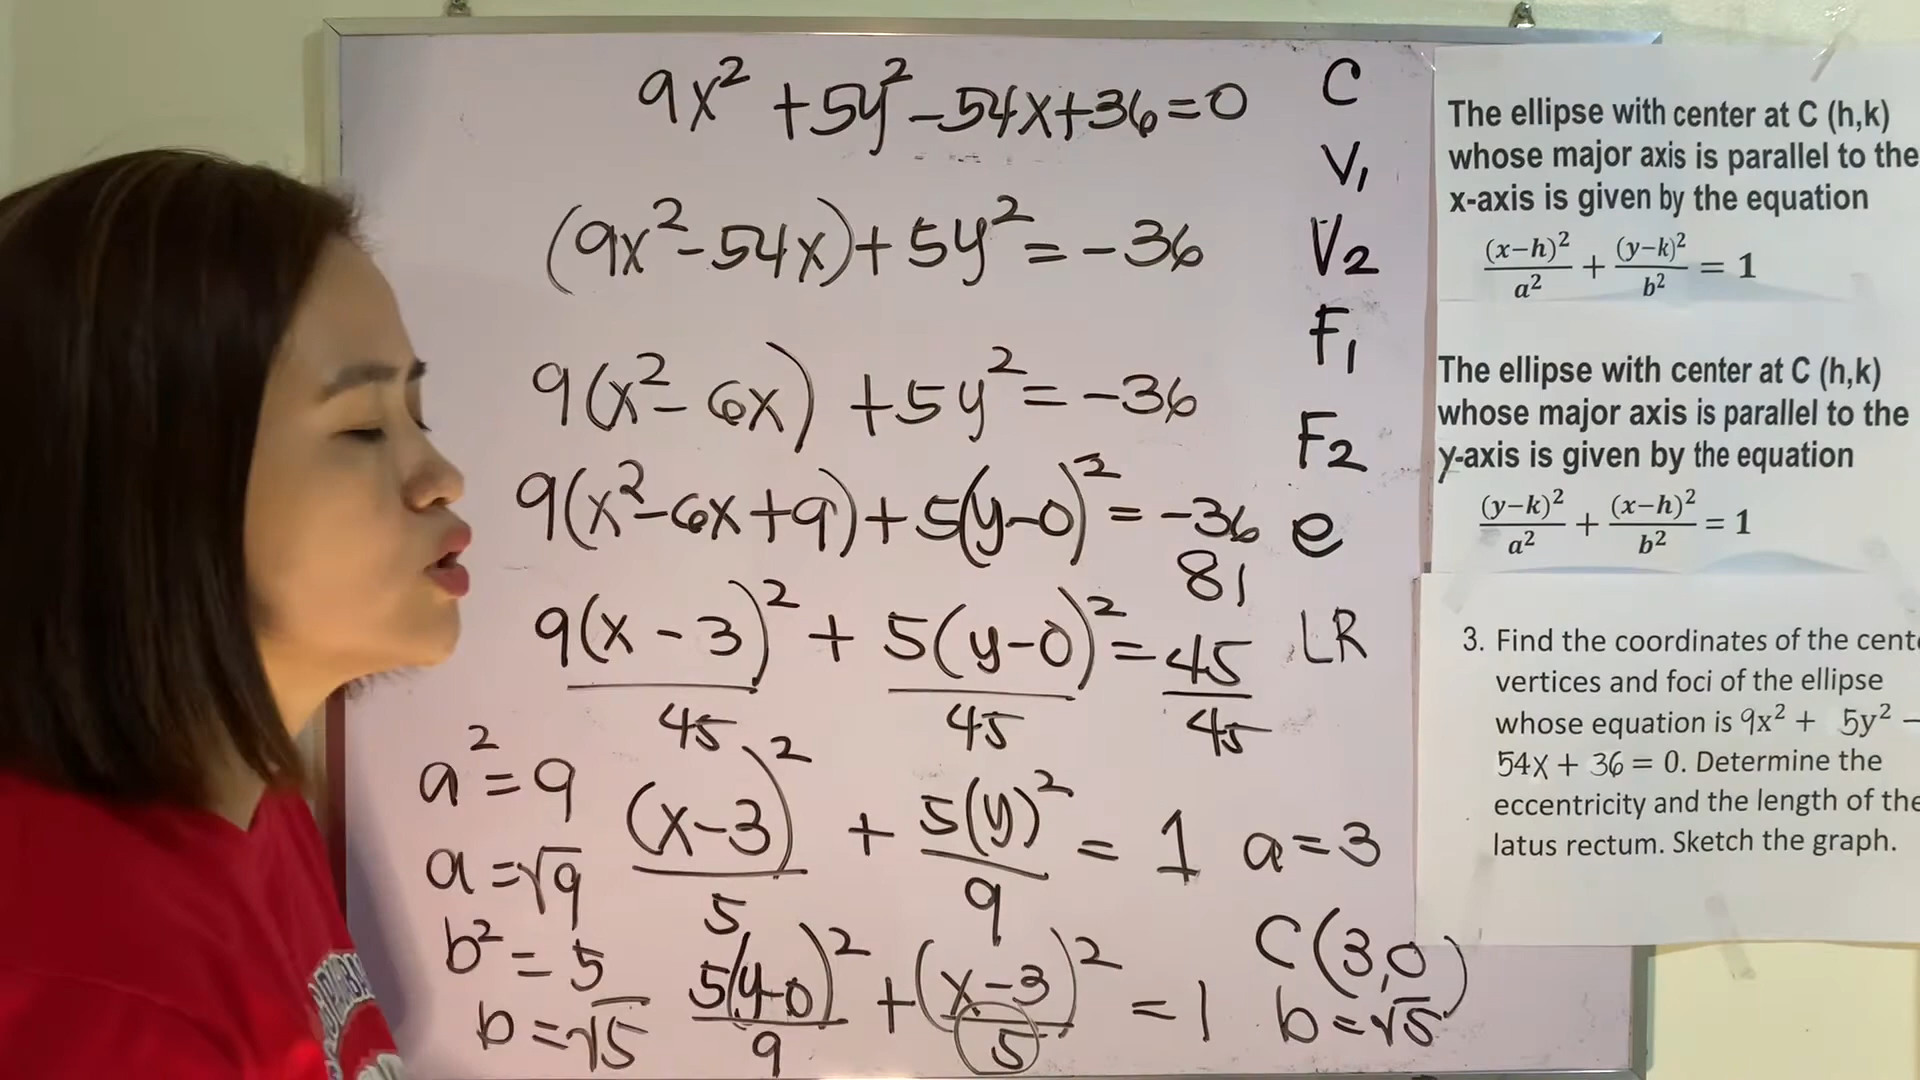 9x² + 5y² - 54x + 36 = 0
(9x² - 54x) + 5y² = -36
9(x² - 6x) + 5y² = -36
9(x² - 6x + 9) + 5(y-0)² = -36
81
9(x - 3)² + 5(y-0)² = 45
45 45 45
a² = 9
(x-3)² + 5(y)² = 1
5 9
a = √9
a = 3
b² = 5
5(y-0)² + (x-3)² = 1
9 5
C(3,0)
b = √5
b = √5
C
V₁
V₂
F₁
F₂
e
LR
The ellipse with center at C (h,k)
whose major axis is parallel to the
x-axis is given by the equation
(x-h)²/a² + (y-k)²/b² = 1
The ellipse with center at C (h,k)
whose major axis is parallel to the
y-axis is given by the equation
(y-k)²/a² + (x-h)²/b² = 1
3. Find the coordinates of the cent
vertices and foci of the ellipse
whose equation is 9x² + 5y² –
54x + 36 = 0. Determine the
eccentricity and the length of the
latus rectum. Sketch the graph.